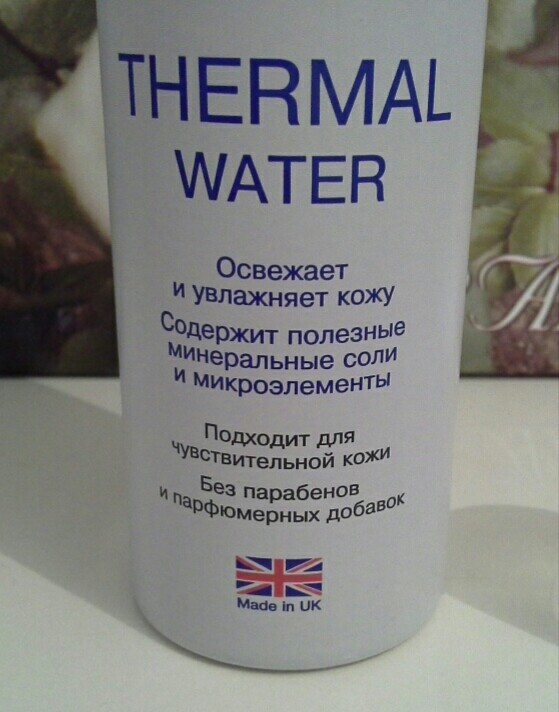 THERMAL
WATER
Освежает
и увлажняет кожу
Содержит полезные
минеральные соли
и микроэлементы
Подходит для
чувствительной кожи
Без парабенов
и парфюмерных добавок
Made in UK